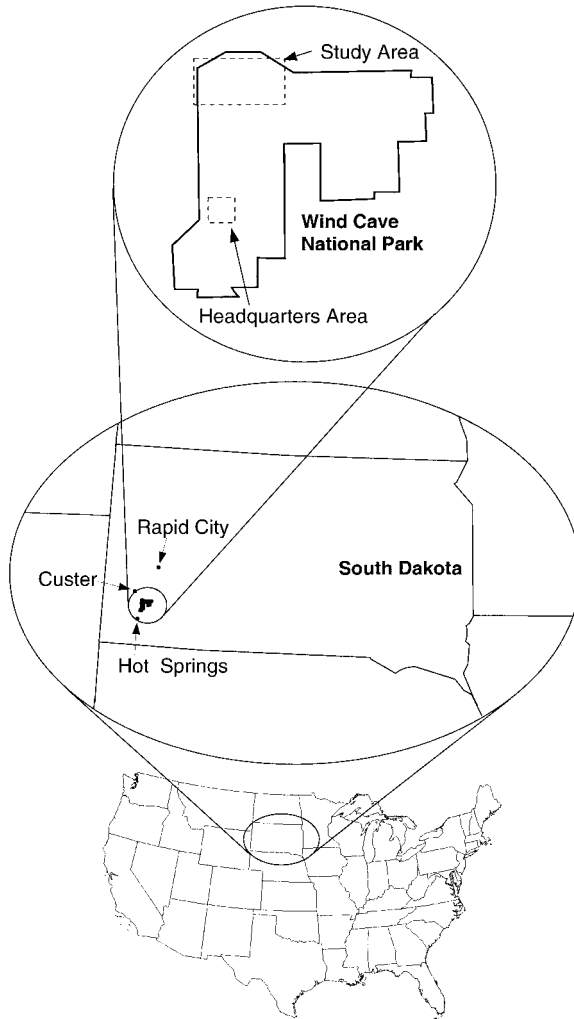 Study Area
Wind Cave
National Park
Headquarters Area
Rapid City
South Dakota
Custer
Hot Springs